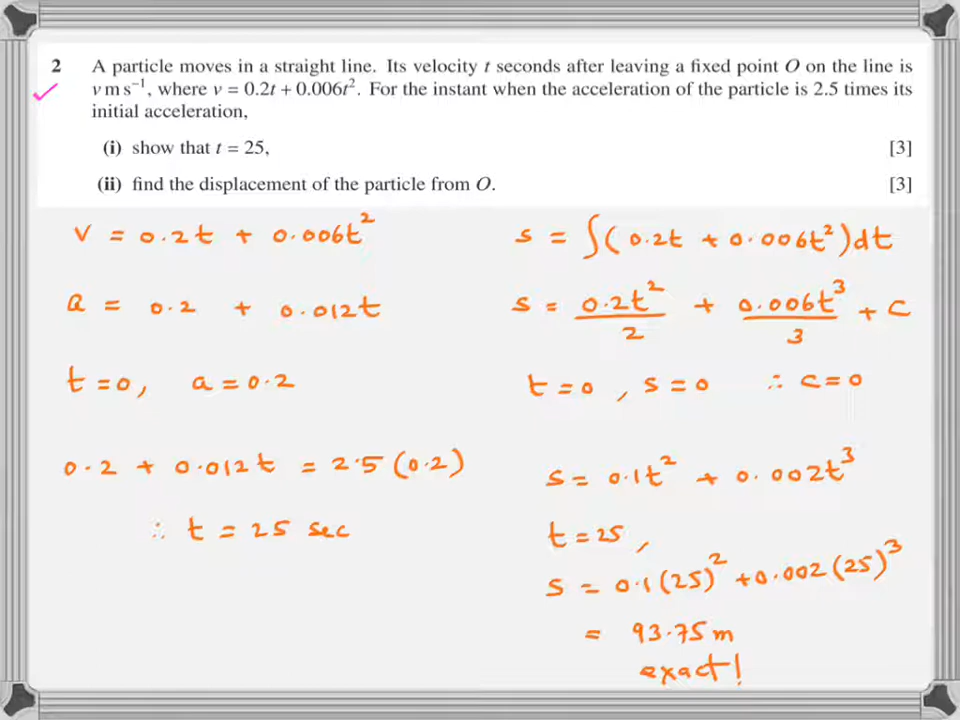 2 A particle moves in a straight line. Its velocity t seconds after leaving a fixed point O on the line is
v m s⁻¹, where v = 0.2t + 0.006t². For the instant when the acceleration of the particle is 2.5 times its
initial acceleration,
(i) show that t = 25, [3]
(ii) find the displacement of the particle from O. [3]
v = 0.2t + 0.006t²
a = 0.2 + 0.012t
t=0, a=0.2
0.2 + 0.012t = 2.5(0.2)
∴ t = 25 sec
s = ∫(0.2t + 0.006t²)dt
s = 0.2t²/2 + 0.006t³/3 + c
t=0, s=0 ∴ c=0
s = 0.1t² + 0.002t³
t=25,
s = 0.1(25)² + 0.002(25)³
= 93.75m
exact!